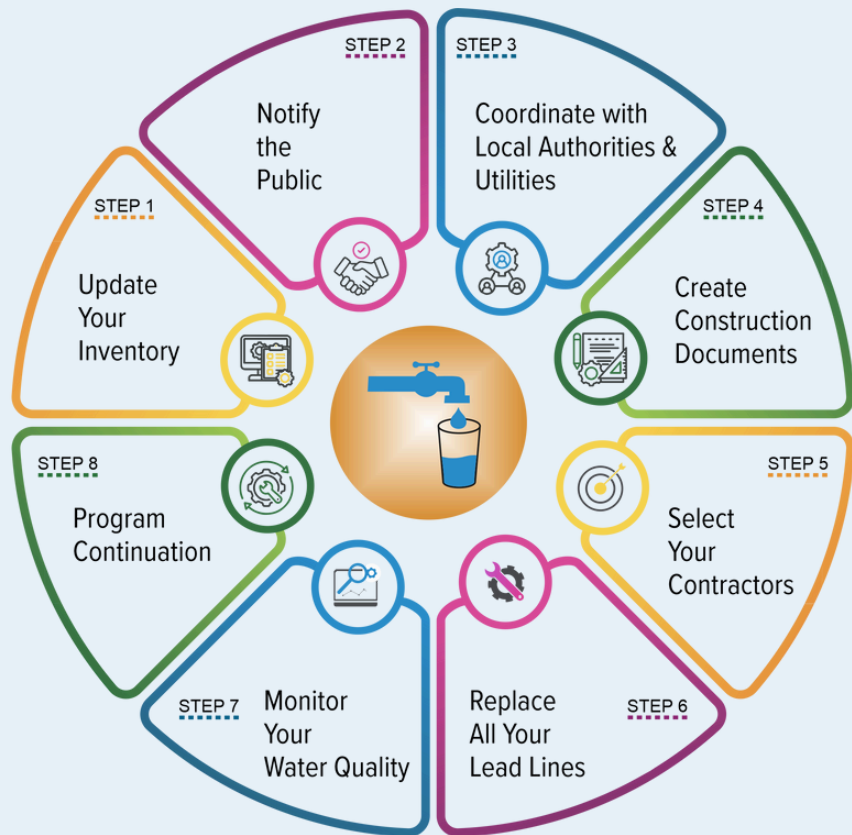 STEP 1
Update
Your
Inventory
STEP 2
Notify
the
Public
STEP 3
Coordinate with
Local Authorities &
Utilities
STEP 4
Create
Construction
Documents
STEP 5
Select
Your
Contractors
STEP 6
Replace
All Your
Lead Lines
STEP 7
Monitor
Your
Water Quality
STEP 8
Program
Continuation